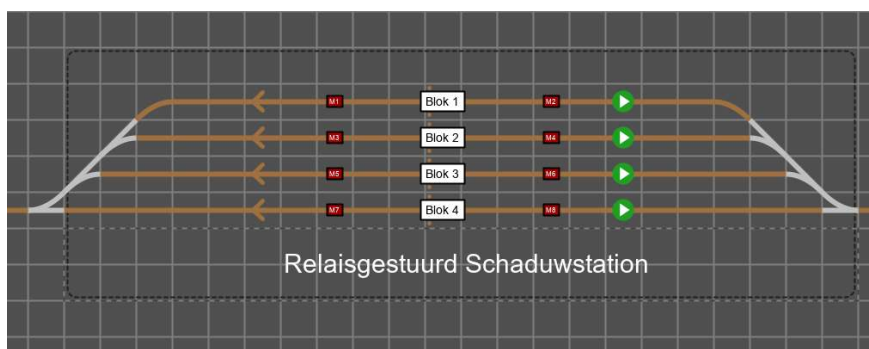 M1 Blok 1 M2
M3 Blok 2 M4
M5 Blok 3 M6
M7 Blok 4 M8
Relaisgestuurd Schaduwstation